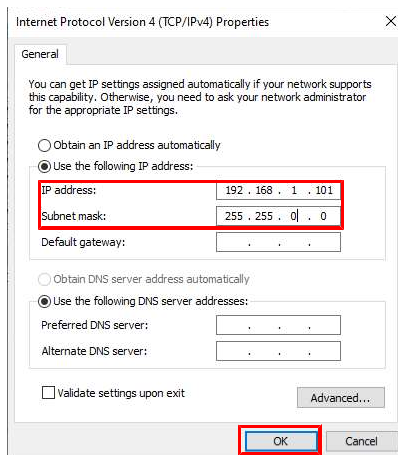 Internet Protocol Version 4 (TCP/IPv4) Properties
General
You can get IP settings assigned automatically if your network supports
this capability. Otherwise, you need to ask your network administrator
for the appropriate IP settings.
Obtain an IP address automatically
Use the following IP address:
IP address: 192 . 168 . 1 . 101
Subnet mask: 255 . 255 . 0 . 0
Default gateway: . . .
Obtain DNS server address automatically
Use the following DNS server addresses:
Preferred DNS server: . . .
Alternate DNS server: . . .
Validate settings upon exit
Advanced...
OK Cancel